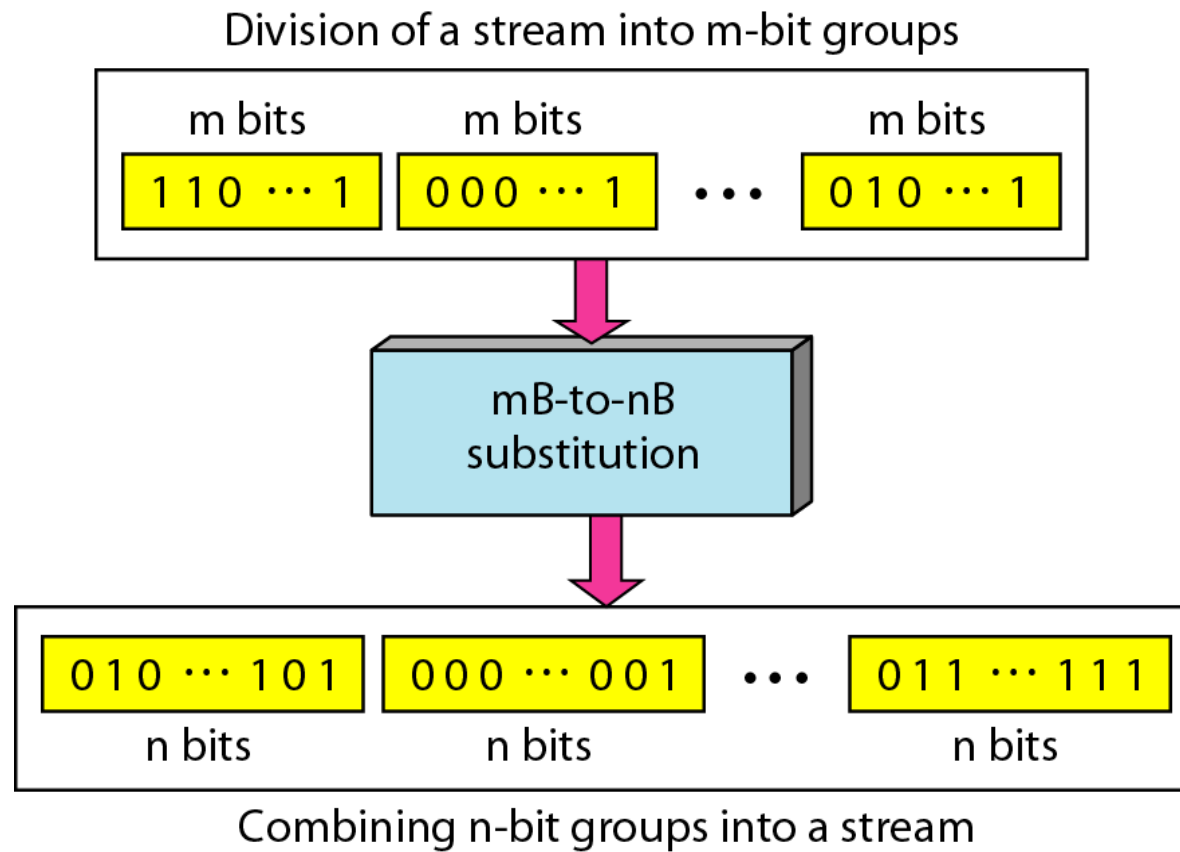 Division of a stream into m-bit groups
m bits m bits m bits
1 1 0 ··· 1 0 0 0 ··· 1 ••• 0 1 0 ··· 1
mB-to-nB
substitution
0 1 0 ··· 1 0 1 0 0 0 ··· 0 0 1 ••• 0 1 1 ··· 1 1 1
n bits n bits n bits
Combining n-bit groups into a stream